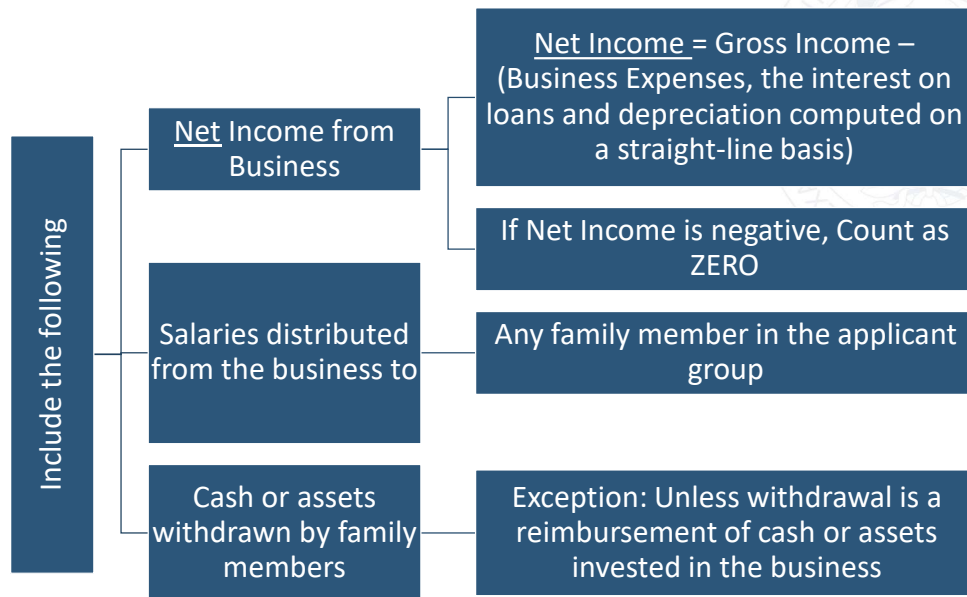 Include the following
Net Income from
Business
Net Income = Gross Income –
(Business Expenses, the interest on
loans and depreciation computed on
a straight-line basis)
If Net Income is negative, Count as
ZERO
Salaries distributed
from the business to
Any family member in the applicant
group
Cash or assets
withdrawn by family
members
Exception: Unless withdrawal is a
reimbursement of cash or assets
invested in the business